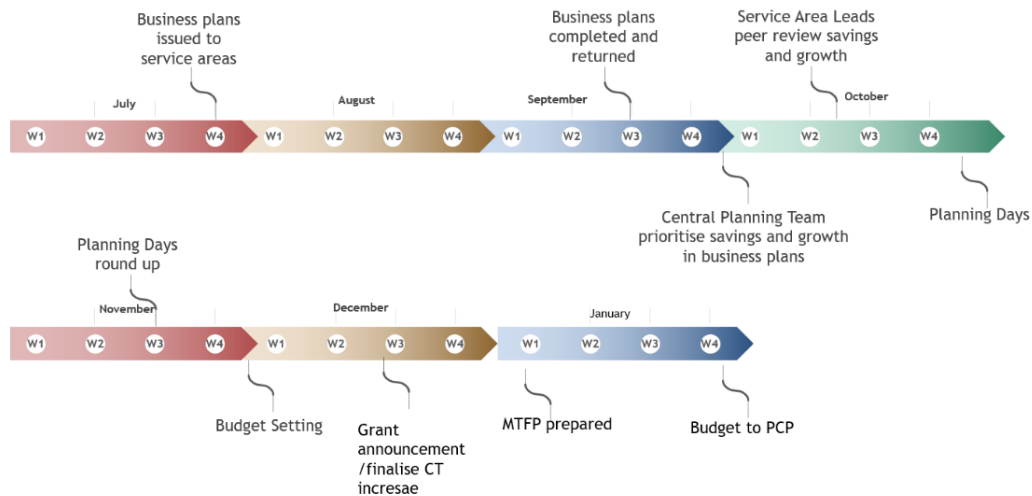 Business plans
issued to
service areas
Business plans
completed and
returned
Service Area Leads
peer review savings
and growth
July
August
September
October
W1 W2 W3 W4 W1 W2 W3 W4 W1 W2 W3 W4 W1 W2 W3 W4
Central Planning Team
prioritise savings and growth
in business plans
Planning Days
Planning Days
round up
November
December
January
W1 W2 W3 W4 W1 W2 W3 W4 W1 W2 W3 W4
Budget Setting
Grant
announcement
/finalise CT
incresae
MTFP prepared
Budget to PCP